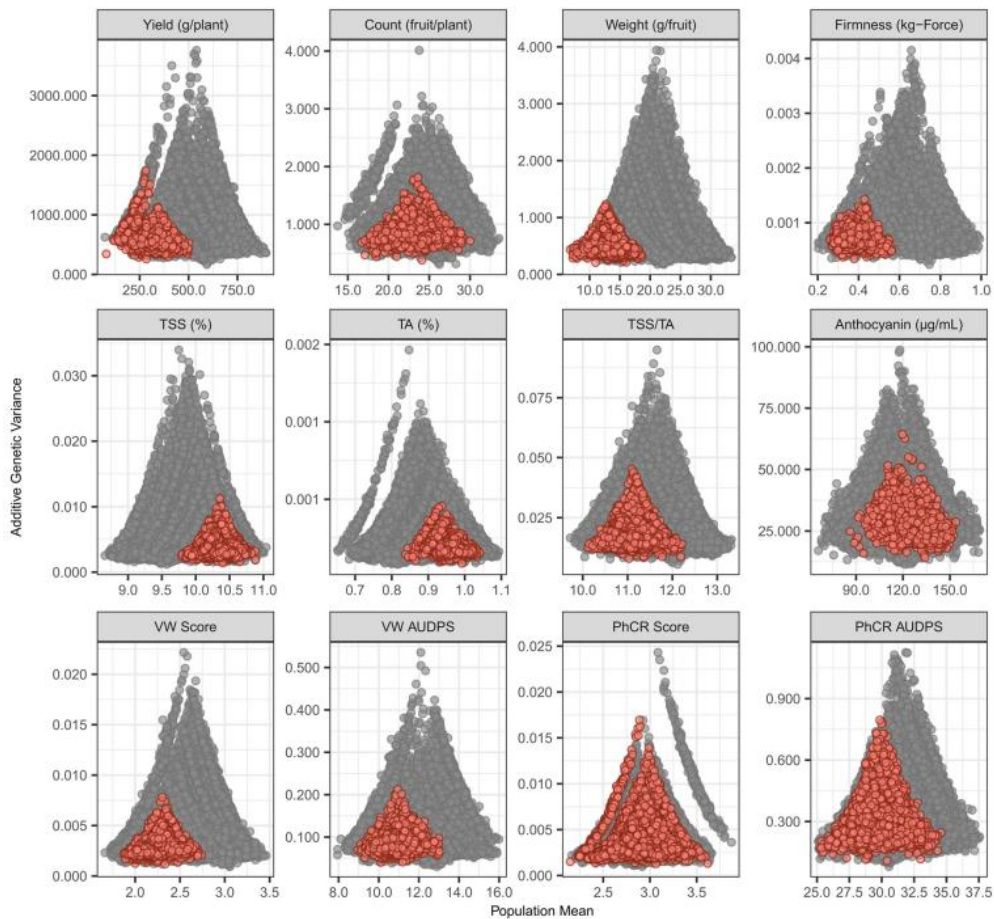 Yield (g/plant)
Count (fruit/plant)
Weight (g/fruit)
Firmness (kg−Force)
3000.000
2000.000
1000.000
0.000
250.0 500.0 750.0
4.000
3.000
2.000
1.000
15.0 20.0 25.0 30.0
4.000
3.000
2.000
1.000
0.000
10.0 15.0 20.0 25.0 30.0
0.004
0.003
0.002
0.001
0.2 0.4 0.6 0.8 1.0
TSS (%)
TA (%)
TSS/TA
Anthocyanin (µg/mL)
0.030
0.020
0.010
0.000
9.0 9.5 10.0 10.5 11.0
0.002
0.001
0.001
0.7 0.8 0.9 1.0 1.1
0.075
0.050
0.025
10.0 11.0 12.0 13.0
100.000
75.000
50.000
25.000
90.0 120.0 150.0
VW Score
VW AUDPS
PhCR Score
PhCR AUDPS
0.020
0.015
0.010
0.005
0.000
2.0 2.5 3.0 3.5
0.500
0.400
0.300
0.200
0.100
8.0 10.0 12.0 14.0 16.0
0.025
0.020
0.015
0.010
0.005
0.000
2.5 3.0 3.5
0.900
0.600
0.300
25.0 27.5 30.0 32.5 35.0 37.5
Additive Genetic Variance
Population Mean